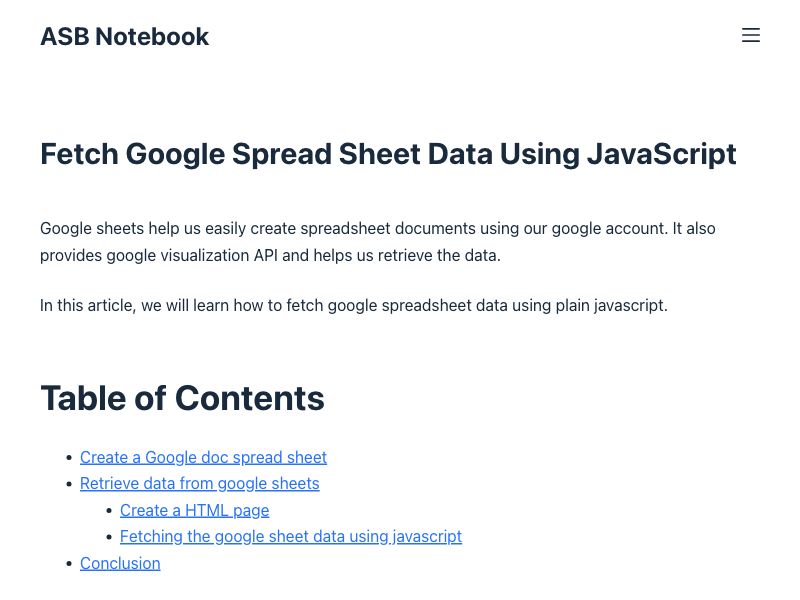 ASB Notebook
Fetch Google Spread Sheet Data Using JavaScript
Google sheets help us easily create spreadsheet documents using our google account. It also
provides google visualization API and helps us retrieve the data.
In this article, we will learn how to fetch google spreadsheet data using plain javascript.
Table of Contents
Create a Google doc spread sheet
Retrieve data from google sheets
Create a HTML page
Fetching the google sheet data using javascript
Conclusion